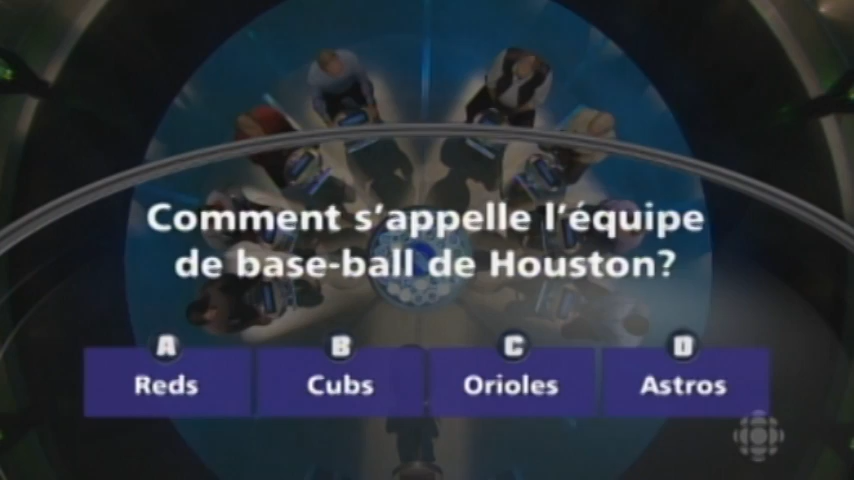 Comment s'appelle l'équipe
de base-ball de Houston?
A
B
C
D
Reds
Cubs
Orioles
Astros